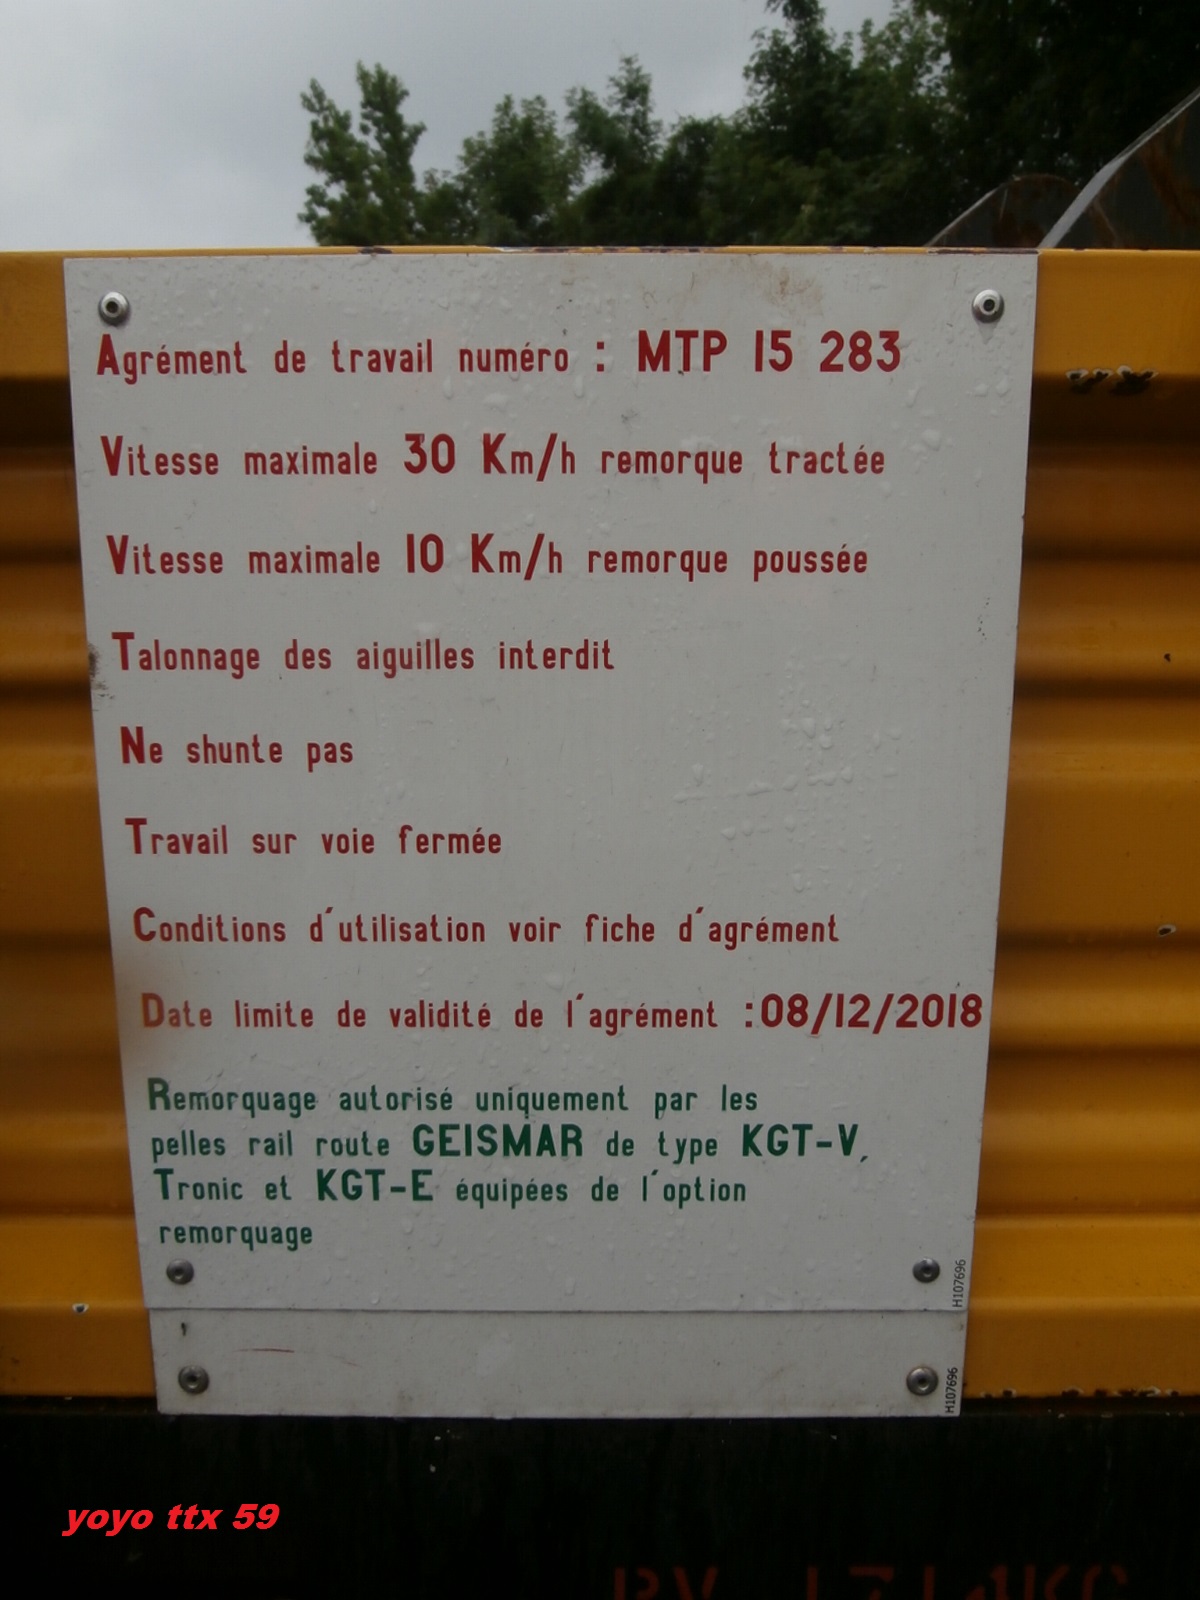 Agrément de travail numéro : MTP 15 283
Vitesse maximale 30 Km/h remorque tractée
Vitesse maximale 10 Km/h remorque poussée
Talonnage des aiguilles interdit
Ne shunte pas
Travail sur voie fermée
Conditions d'utilisation voir fiche d'agrément
Date limite de validité de l'agrément :08/12/2018
Remorquage autorisé uniquement par les
pelles rail route GEISMAR de type KGT-V,
Tronic et KGT-E équipées de l'option
remorquage
H107696
H107696
yoyo ttx 59